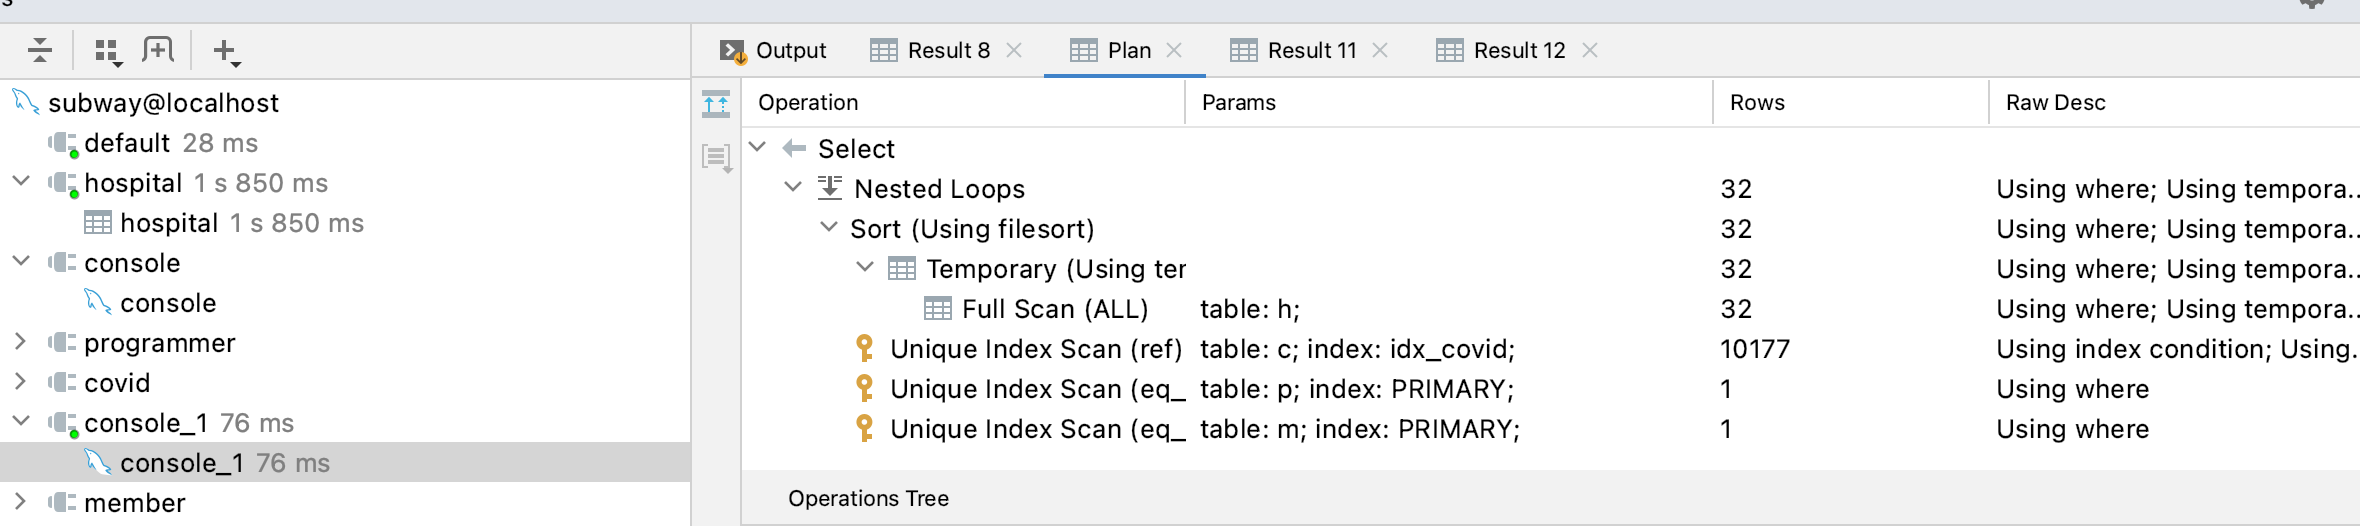 subway@localhost
default 28 ms
hospital 1 s 850 ms
hospital 1 s 850 ms
console
console
programmer
covid
console_1 76 ms
console_1 76 ms
member
Output Result 8 Plan Result 11 Result 12
Operation Params Rows Raw Desc
Select
Nested Loops 32 Using where; Using tempora..
Sort (Using filesort) 32 Using where; Using tempora..
Temporary (Using ter 32 Using where; Using tempora..
Full Scan (ALL) table: h; 32 Using where; Using tempora..
Unique Index Scan (ref) table: c; index: idx_covid; 10177 Using index condition; Using.
Unique Index Scan (eq_ table: p; index: PRIMARY; 1 Using where
Unique Index Scan (eq_ table: m; index: PRIMARY; 1 Using where
Operations Tree